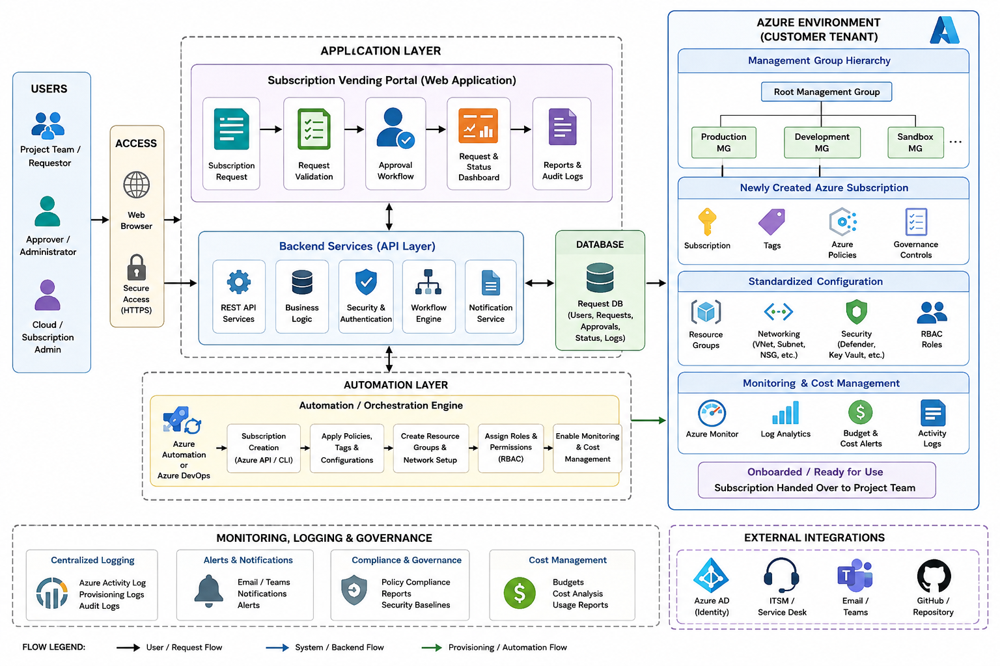 USERS
Project Team /
Requestor
Approver /
Administrator
Cloud /
Subscription
Admin
ACCESS
Web
Browser
Secure
Access
(HTTPS)
APPLICATION LAYER
Subscription Vending Portal (Web Application)
Subscription
Request
Request
Validation
Approval
Workflow
Request &
Status
Dashboard
Reports &
Audit Logs
Backend Services (API Layer)
REST API
Services
Business
Logic
Security &
Authentication
Workflow
Engine
Notification
Service
DATABASE
Request DB
(Users, Requests,
Approvals,
Status, Logs)
AUTOMATION LAYER
Automation / Orchestration Engine
Azure
Automation
or
Azure DevOps
Subscription
Creation
(Azure API / CLI)
Apply Policies,
Tags &
Configurations
Create Resource
Groups &
Network Setup
Assign Roles &
Permissions
(RBAC)
Enable Monitoring
& Cost
Management
AZURE ENVIRONMENT
(CUSTOMER TENANT)
Management Group Hierarchy
Root Management Group
Production
MG
Development
MG
Sandbox
MG
...
Newly Created Azure Subscription
Subscription
Tags
Azure
Policies
Governance
Controls
Standardized Configuration
Resource
Groups
Networking
(VNet, Subnet,
NSG, etc.)
Security
(Defender,
Key Vault, etc.)
RBAC
Roles
Monitoring & Cost Management
Azure Monitor
Log Analytics
Budget &
Cost Alerts
Activity
Logs
Onboarded / Ready for Use
Subscription Handed Over to Project Team
MONITORING, LOGGING & GOVERNANCE
Centralized Logging
Azure Activity Log
Provisioning Logs
Audit Logs
Alerts & Notifications
Email / Teams
Notifications
Alerts
Compliance & Governance
Policy Compliance
Reports
Security Baselines
Cost Management
Budgets
Cost Analysis
Usage Reports
EXTERNAL INTEGRATIONS
Azure AD
(Identity)
ITSM /
Service Desk
T
Email /
Teams
GitHub /
Repository
FLOW LEGEND:
User / Request Flow
System / Backend Flow
Provisioning / Automation Flow